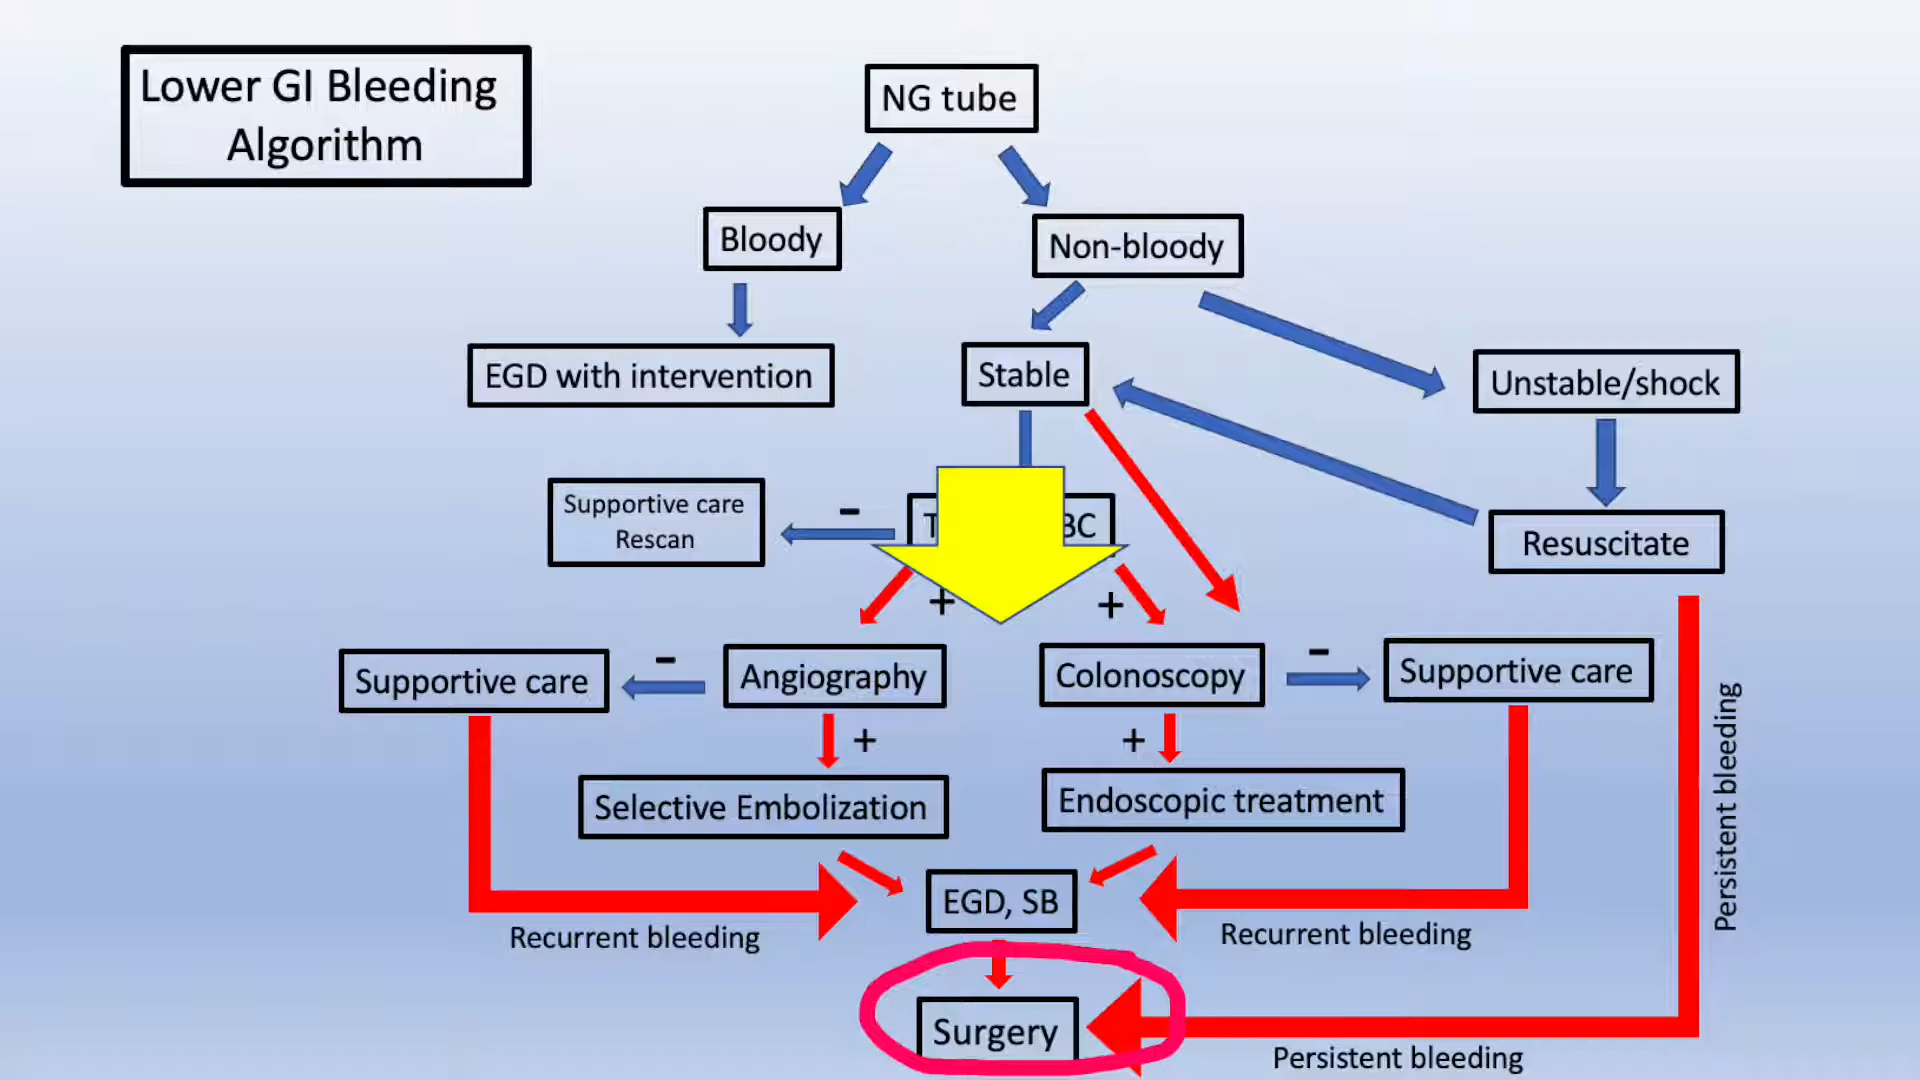 Lower GI Bleeding
Algorithm
NG tube
Bloody
Non-bloody
EGD with intervention
Stable
Unstable/shock
Supportive care
Rescan
-
Resuscitate
+
+
Supportive care
-
Angiography
Colonoscopy
-
Supportive care
+
+
Selective Embolization
Endoscopic treatment
Persistent bleeding
EGD, SB
Recurrent bleeding
Recurrent bleeding
Surgery
Persistent bleeding